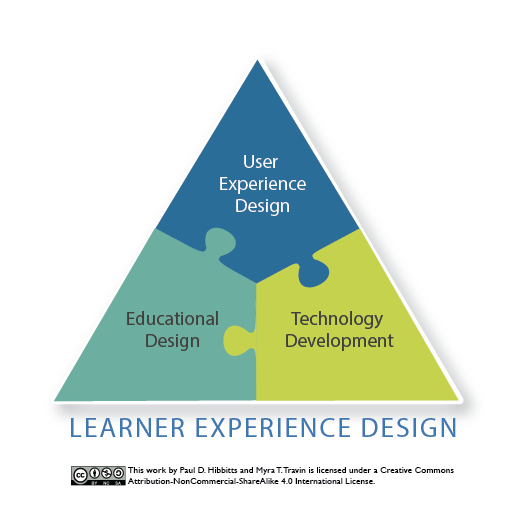 User
Experience
Design
Educational
Design
Technology
Development
LEARNER EXPERIENCE DESIGN
cc
BY NC SA
This work by Paul D. Hibbitts and Myra T. Travin is licensed under a Creative Commons
Attribution-NonCommercial-ShareAlike 4.0 International License.